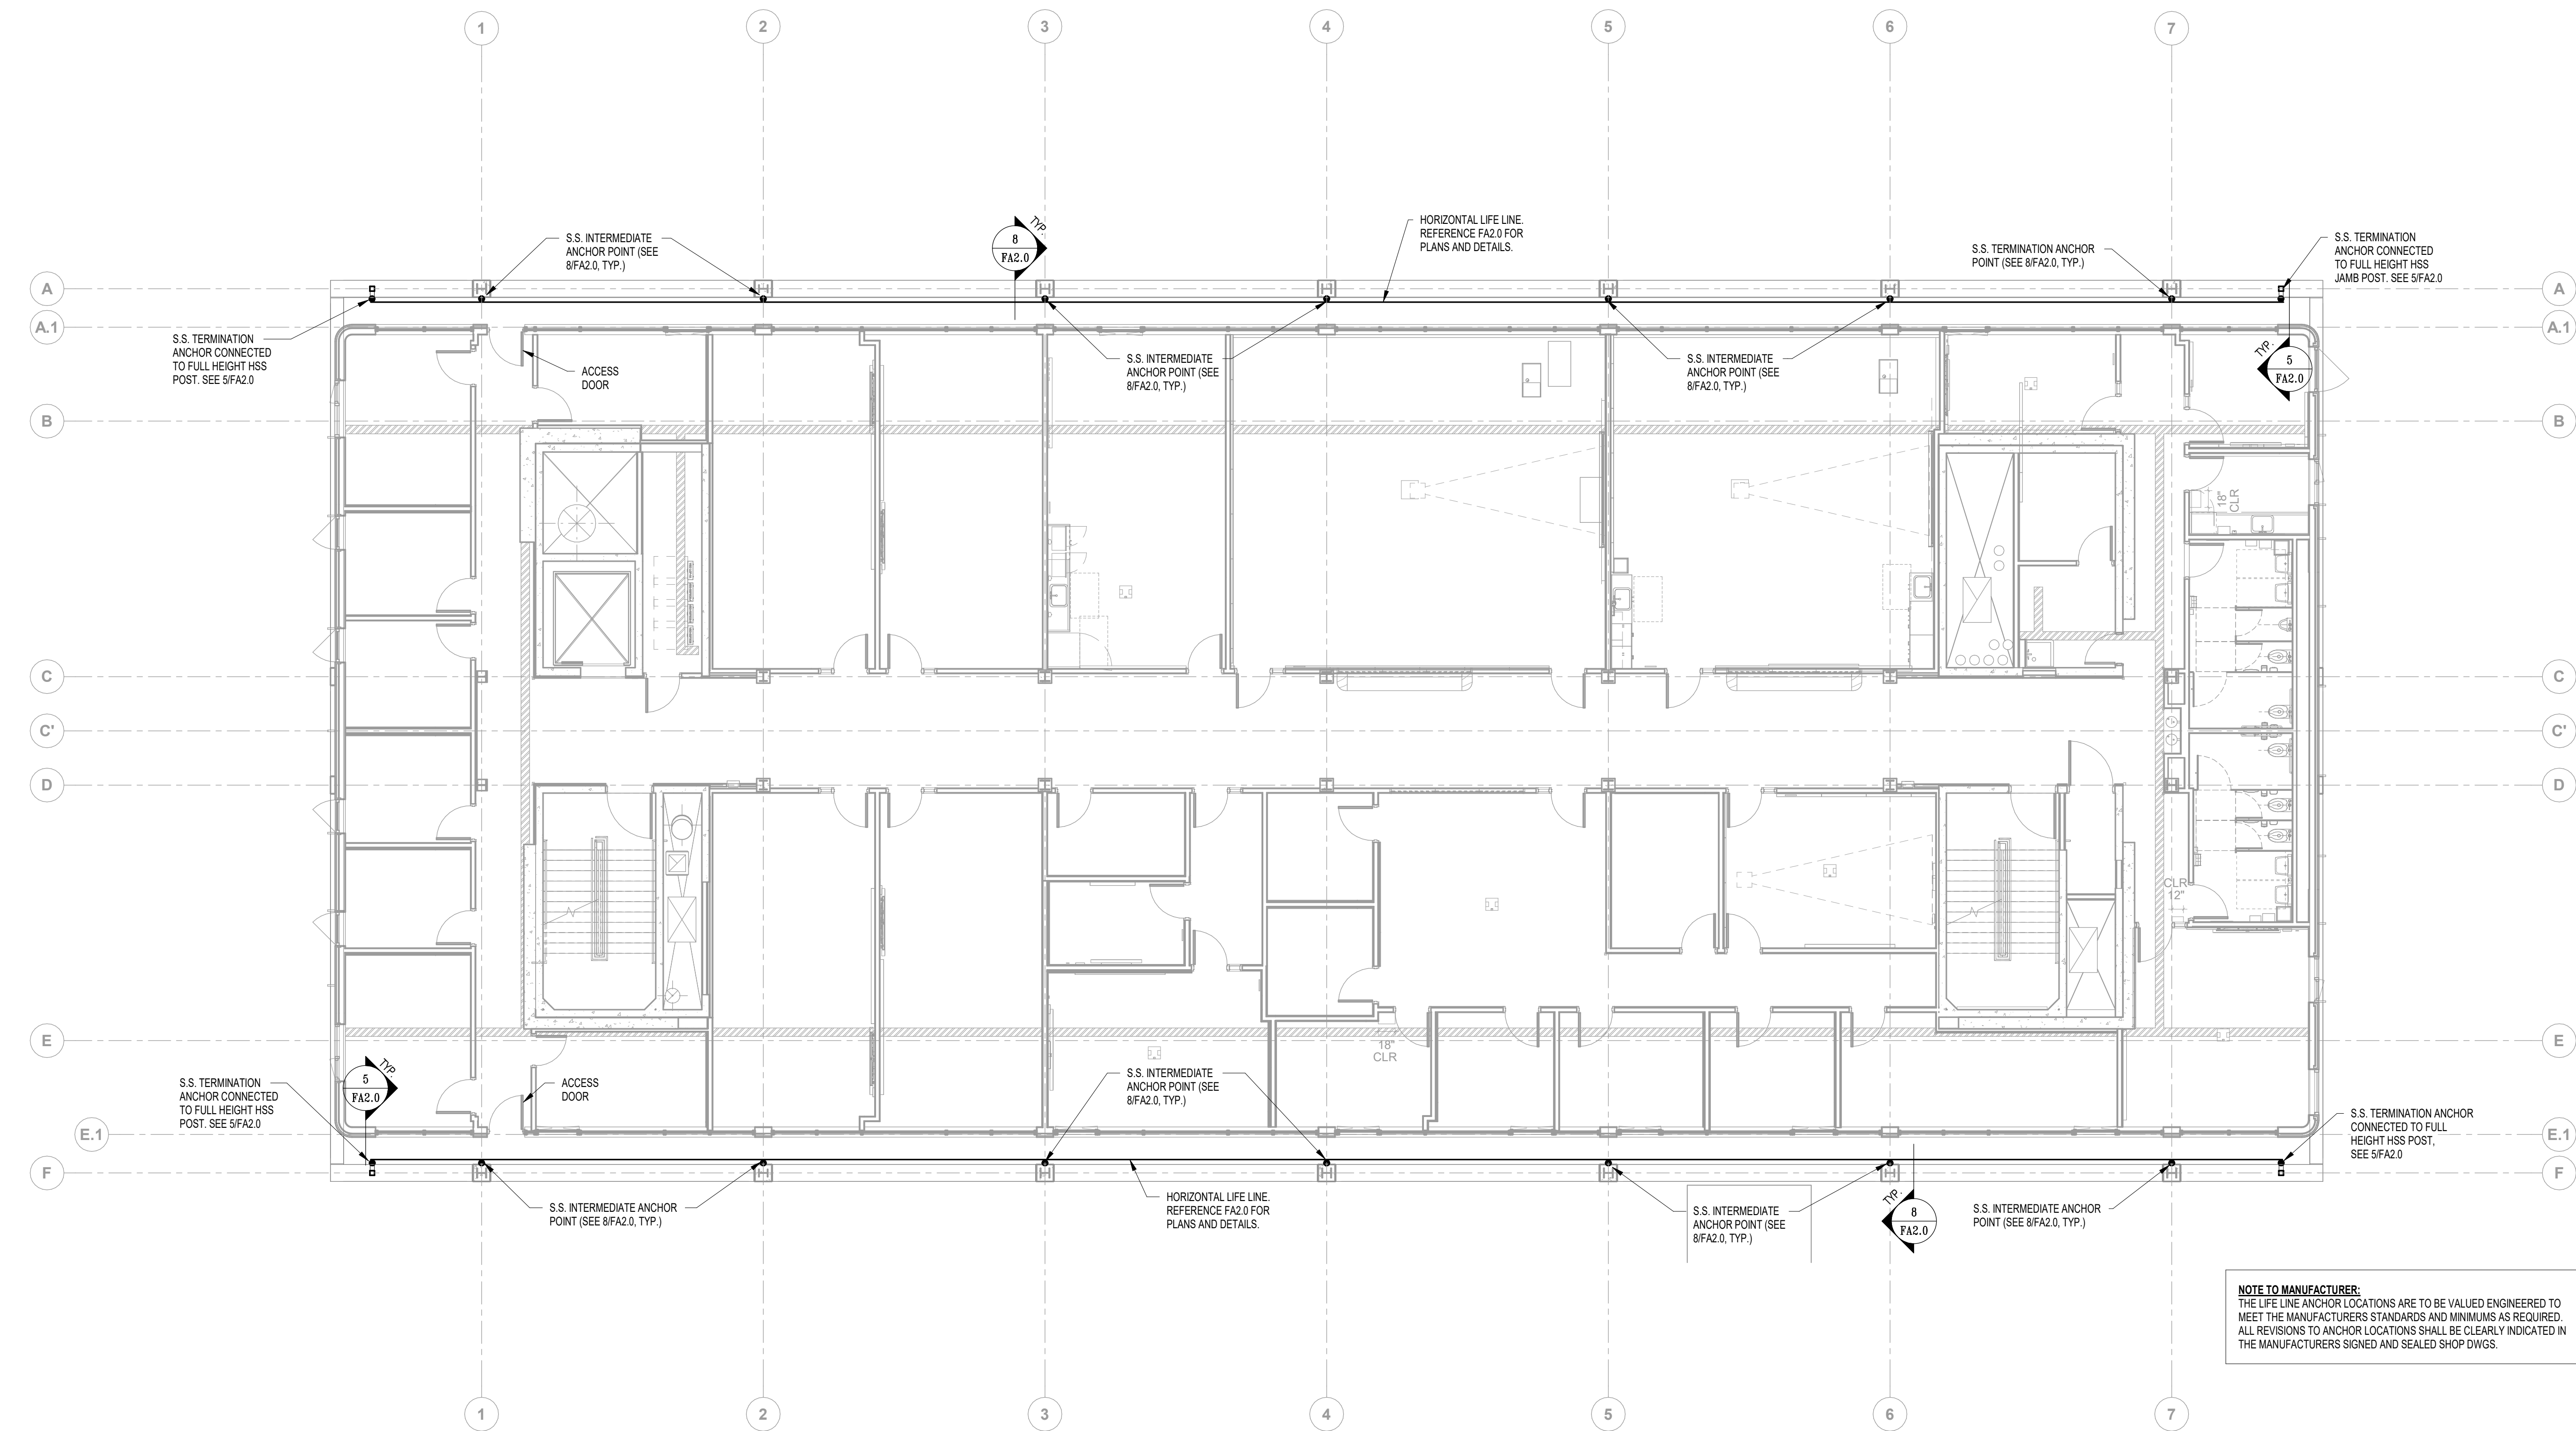 1
2
3
4
5
6
7
S.S. INTERMEDIATE
ANCHOR POINT (SEE
8/FA2.0, TYP.)
TYP.
8
FA2.0
HORIZONTAL LIFE LINE.
REFERENCE FA2.0 FOR
PLANS AND DETAILS.
S.S. TERMINATION ANCHOR
POINT (SEE 8/FA2.0, TYP.)
S.S. TERMINATION
ANCHOR CONNECTED
TO FULL HEIGHT HSS
JAMB POST. SEE 5/FA2.0
A
A
A.1
A.1
S.S. TERMINATION
ANCHOR CONNECTED
TO FULL HEIGHT HSS
POST. SEE 5/FA2.0
ACCESS
DOOR
S.S. INTERMEDIATE
ANCHOR POINT (SEE
8/FA2.0, TYP.)
S.S. INTERMEDIATE
ANCHOR POINT (SEE
8/FA2.0, TYP.)
TYP.
5
FA2.0
B
B
18"
CLR
C
C
C'
C'
D
D
CLR
12"
E
E
18"
CLR
S.S. TERMINATION
ANCHOR CONNECTED
TO FULL HEIGHT HSS
POST. SEE 5/FA2.0
TYP.
5
FA2.0
ACCESS
DOOR
S.S. INTERMEDIATE
ANCHOR POINT (SEE
8/FA2.0, TYP.)
S.S. TERMINATION ANCHOR
CONNECTED TO FULL
HEIGHT HSS POST,
SEE 5/FA2.0
E.1
E.1
F
F
S.S. INTERMEDIATE ANCHOR
POINT (SEE 8/FA2.0, TYP.)
HORIZONTAL LIFE LINE.
REFERENCE FA2.0 FOR
PLANS AND DETAILS.
S.S. INTERMEDIATE
ANCHOR POINT (SEE
8/FA2.0, TYP.)
TYP.
8
FA2.0
S.S. INTERMEDIATE ANCHOR
POINT (SEE 8/FA2.0, TYP.)
NOTE TO MANUFACTURER:
THE LIFE LINE ANCHOR LOCATIONS ARE TO BE VALUED ENGINEERED TO
MEET THE MANUFACTURERS STANDARDS AND MINIMUMS AS REQUIRED.
ALL REVISIONS TO ANCHOR LOCATIONS SHALL BE CLEARLY INDICATED IN
THE MANUFACTURERS SIGNED AND SEALED SHOP DWGS.
1
2
3
4
5
6
7